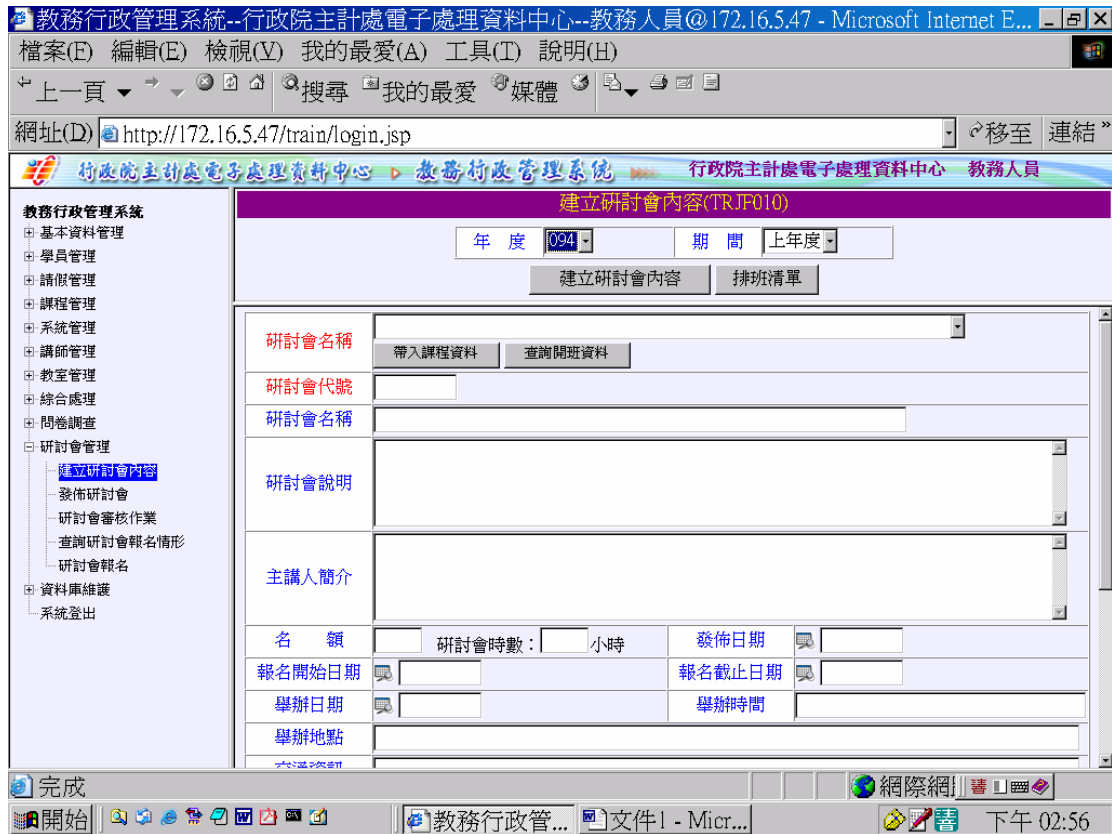 教務行政管理系統--行政院主計處電子處理資料中心--教務人員@172.16.5.47 - Microsoft Internet E...
檔案(F) 編輯(E) 檢視(V) 我的最愛(A) 工具(T) 說明(H)
上一頁 搜尋 我的最愛 媒體
網址(D) http://172.16.5.47/train/login.jsp 移至 連結 »
行政院主計處電子處理資料中心 教務行政管理系統 行政院主計處電子處理資料中心 教務人員
教務行政管理系統
基本資料管理
學員管理
請假管理
課程管理
系統管理
講師管理
教室管理
綜合處理
問卷調查
研討會管理
建立研討會內容
發佈研討會
研討會審核作業
查詢研討會報名情形
研討會報名
資料庫維護
系統登出
建立研討會內容(TRJF010)
年 度 094 期 間 上年度
建立研討會內容 排班清單
研討會名稱
帶入課程資料 查詢開班資料
研討會代號
研討會名稱
研討會說明
主講人簡介
名 額 研討會時數： 小時 發佈日期
報名開始日期 報名截止日期
舉辦日期 舉辦時間
舉辦地點
交通資訊
完成 網際網
開始 教務行政管... 文件1 - Micr... 下午 02:56